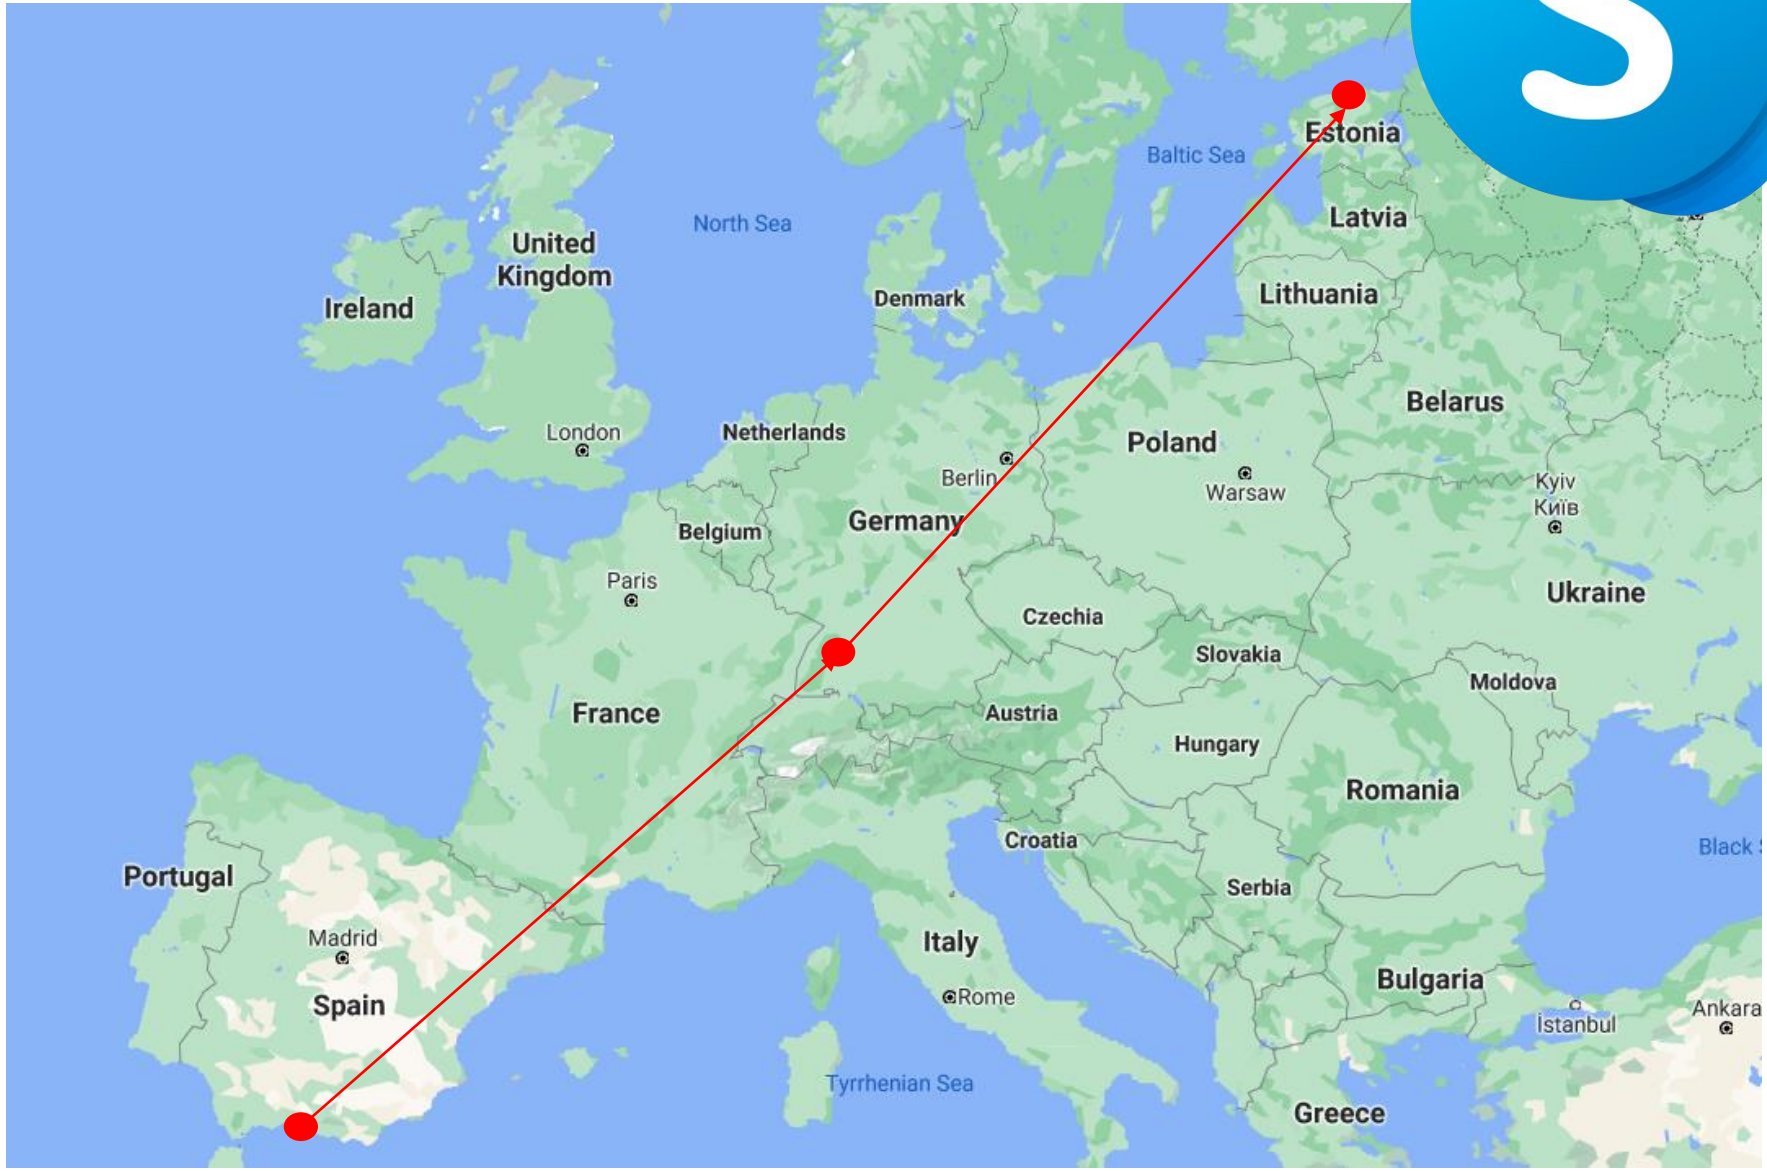 S
Estonia
Baltic Sea
Latvia
North Sea
United
Kingdom
Ireland
Denmark
Lithuania
Belarus
London
Netherlands
Poland
Berlin
Warsaw
Kyiv
Київ
Germany
Belgium
Paris
Ukraine
Czechia
Slovakia
Moldova
France
Austria
Hungary
Romania
Croatia
Black
Portugal
Serbia
Madrid
Italy
Bulgaria
Spain
Rome
Ankara
İstanbul
Tyrrhenian Sea
Greece